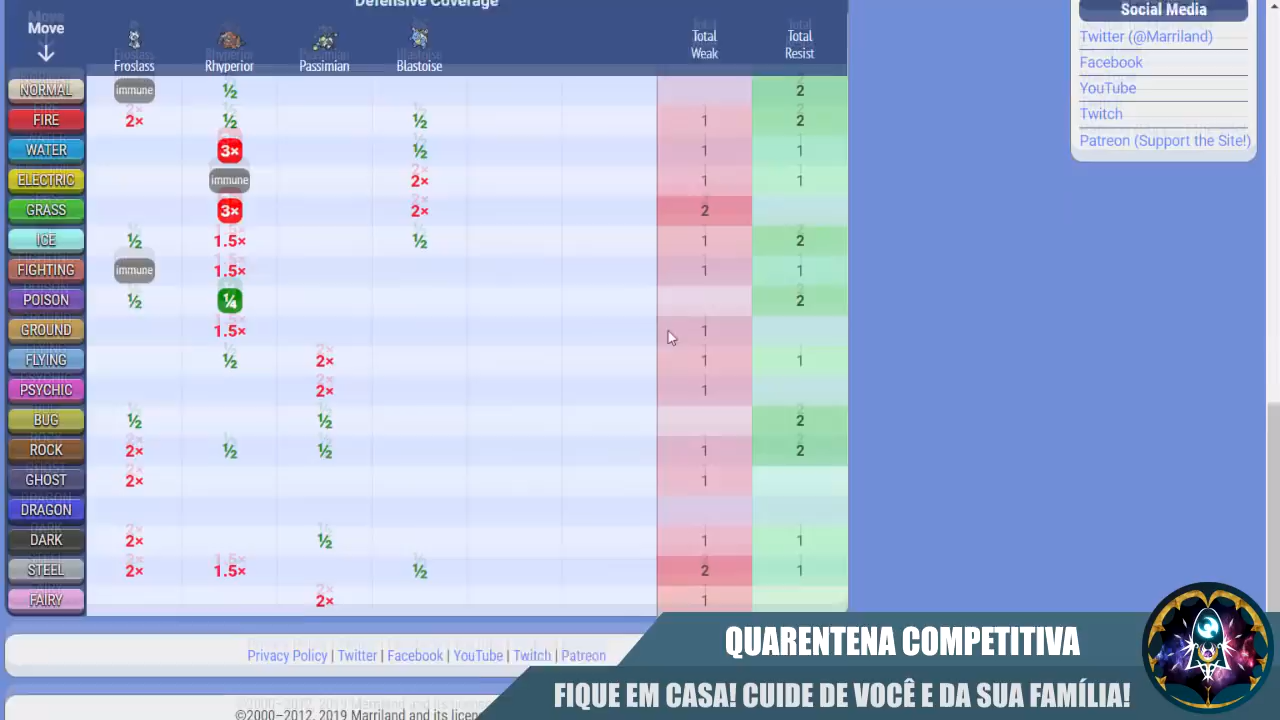 Defensive Coverage
Move
Froslass Rhyperior Passimian Blastoise Total Weak Total Resist
NORMAL immune ½ 2
FIRE 2× ½ ½ 1 2
WATER 3× ½ 1 1
ELECTRIC immune 2× 1 1
GRASS 3× 2× 2
ICE ½ 1.5× ½ 1 2
FIGHTING immune 1.5× 1 1
POISON ½ ¼ 2
GROUND 1.5× 1
FLYING ½ 2× 1 1
PSYCHIC 2× 1
BUG ½ ½ 2
ROCK 2× ½ ½ 1 2
GHOST 2× 1
DRAGON
DARK 2× ½ 1 1
STEEL 2× 1.5× ½ 2 1
FAIRY 2× 1
Social Media
Twitter (@Marriland)
Facebook
YouTube
Twitch
Patreon (Support the Site!)
Privacy Policy | Twitter | Facebook | YouTube | Twitch | Patreon
©2000–2012, 2019 Marriland and its licen
QUARENTENA COMPETITIVA
FIQUE EM CASA! CUIDE DE VOCÊ E DA SUA FAMÍLIA!